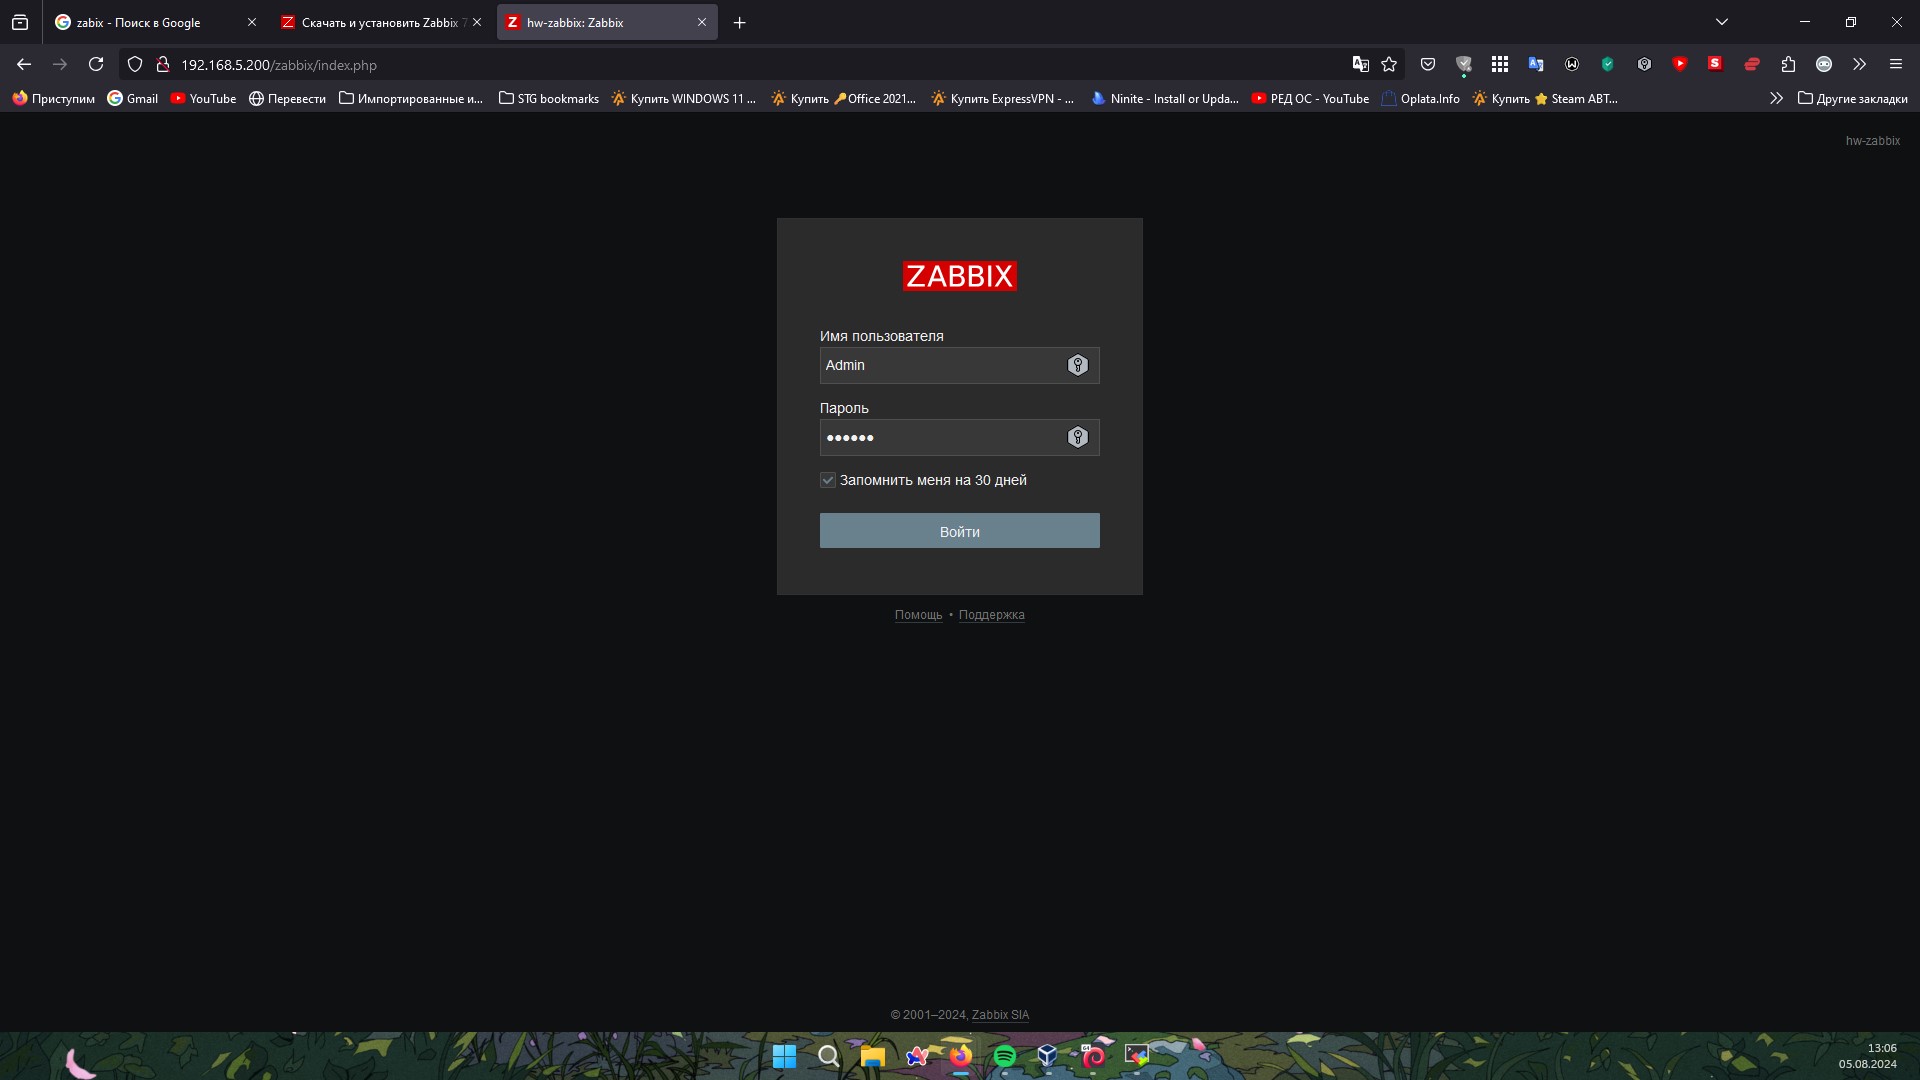 zabix - Поиск в Google
Скачать и установить Zabbix 7
hw-zabbix: Zabbix
192.168.5.200/zabbix/index.php
Приступим
Gmail
YouTube
Перевести
Импортированные и...
STG bookmarks
Купить WINDOWS 11 ...
Купить 🔑Office 2021...
Купить ExpressVPN - ...
Ninite - Install or Upda...
РЕД ОС - YouTube
Oplata.Info
Купить ⭐ Steam АВТ...
Другие закладки
hw-zabbix
ZABBIX
Имя пользователя
Admin
Пароль
••••••
Запомнить меня на 30 дней
Войти
Помощь • Поддержка
© 2001–2024, Zabbix SIA
13:06
05.08.2024